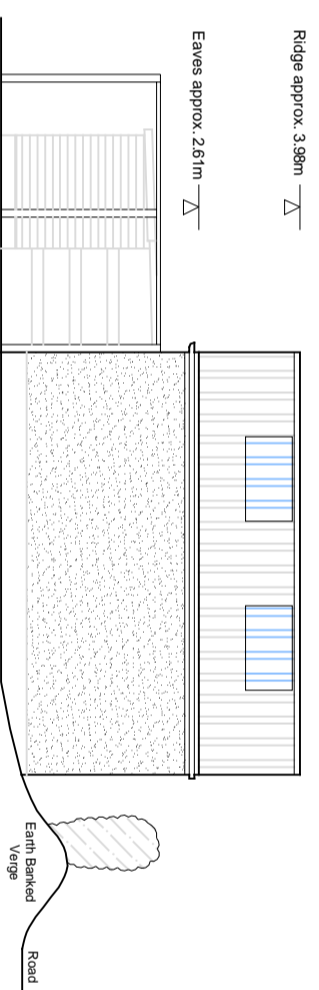 Ridge approx. 3.98m
Eaves approx. 2.61m
Earth Banked
Verge
Road